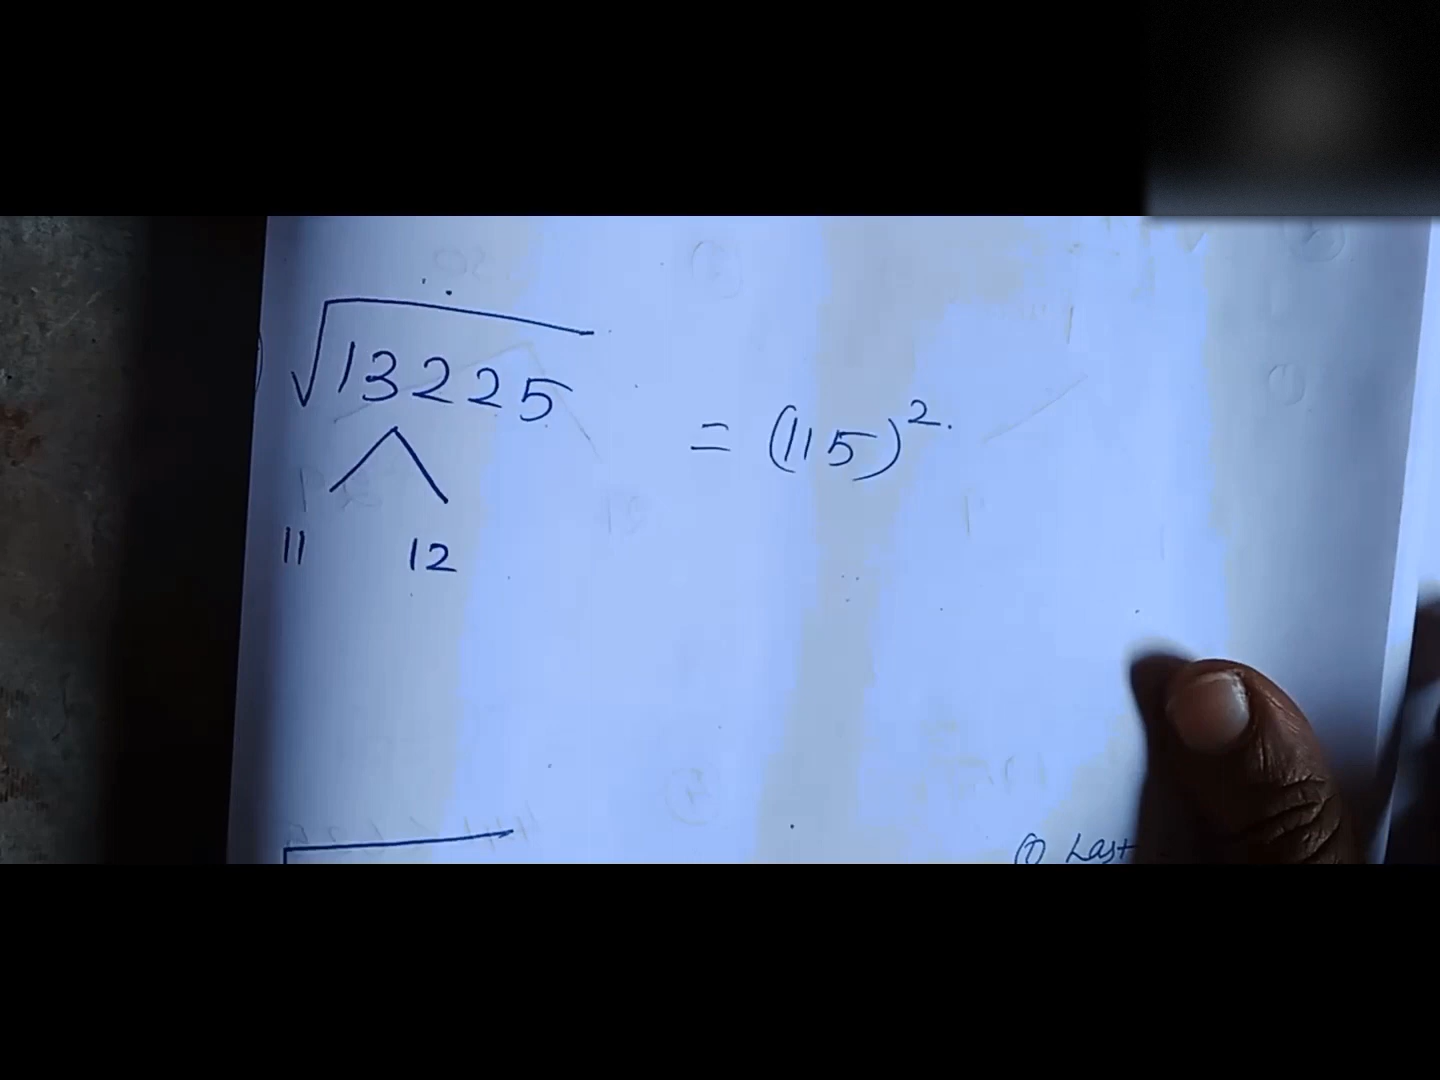 √13225 = (115)².
11 12
① Last